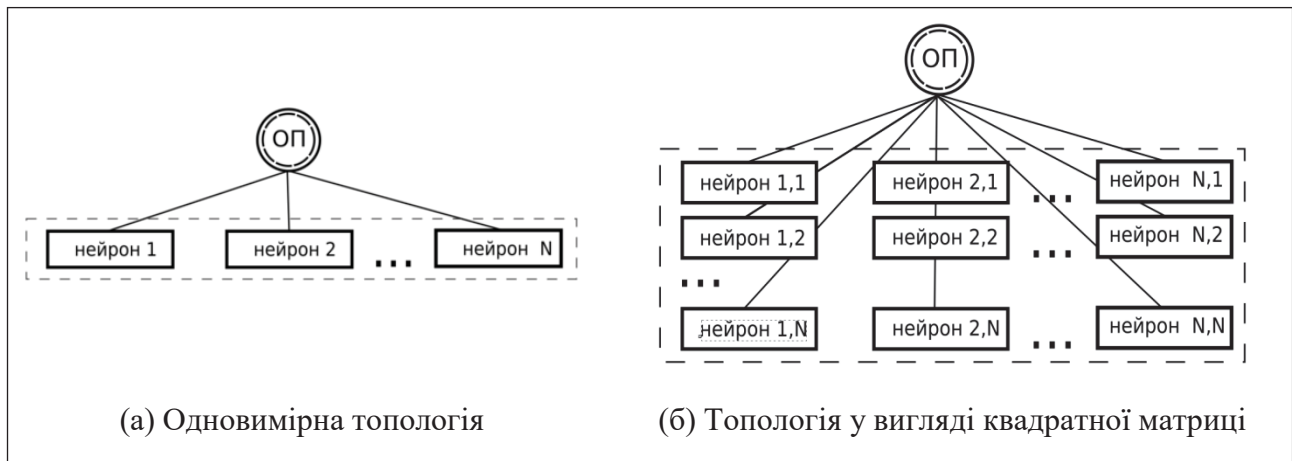 ОП
нейрон 1
нейрон 2
...
нейрон N
(а) Одновимірна топологія
ОП
нейрон 1,1
нейрон 2,1
...
нейрон N,1
нейрон 1,2
нейрон 2,2
...
нейрон N,2
...
нейрон 1,N
нейрон 2,N
...
нейрон N,N
(б) Топологія у вигляді квадратної матриці